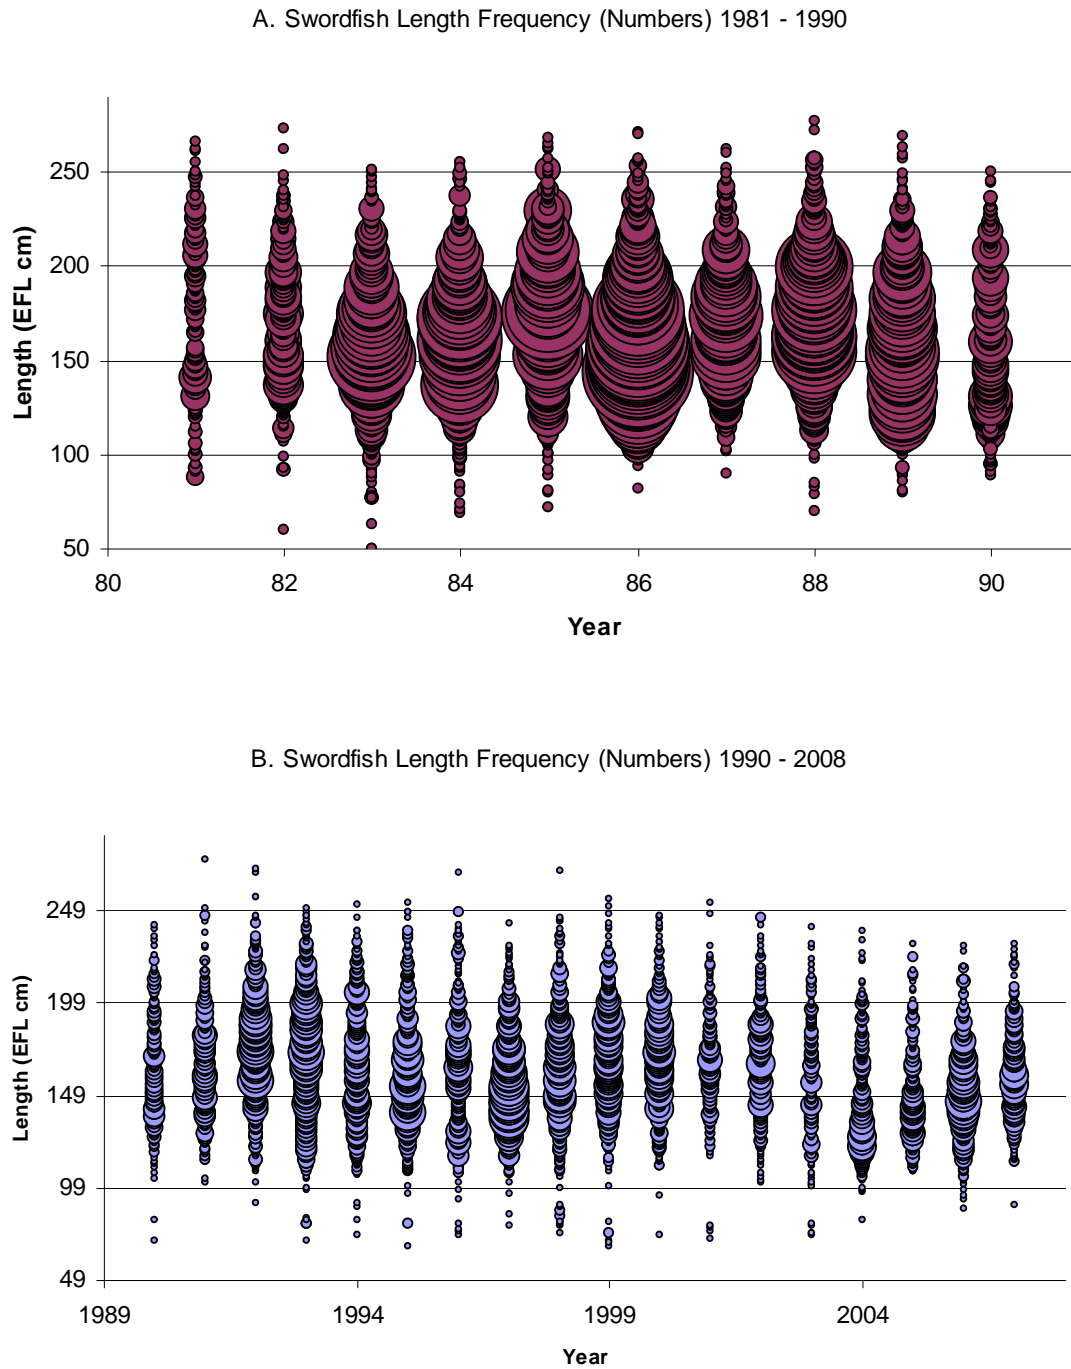 A. Swordfish Length Frequency (Numbers) 1981 - 1990
250
200
150
100
50
Length (EFL cm)
80 82 84 86 88 90
Year
B. Swordfish Length Frequency (Numbers) 1990 - 2008
249
199
149
99
49
Length (EFL cm)
1989 1994 1999 2004
Year